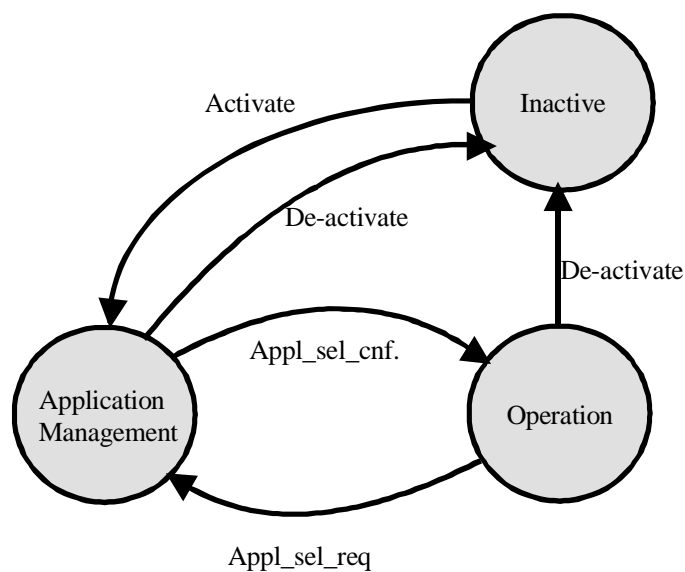 Activate
Inactive
De-activate
De-activate
Appl_sel_cnf.
Application
Management
Operation
Appl_sel_req